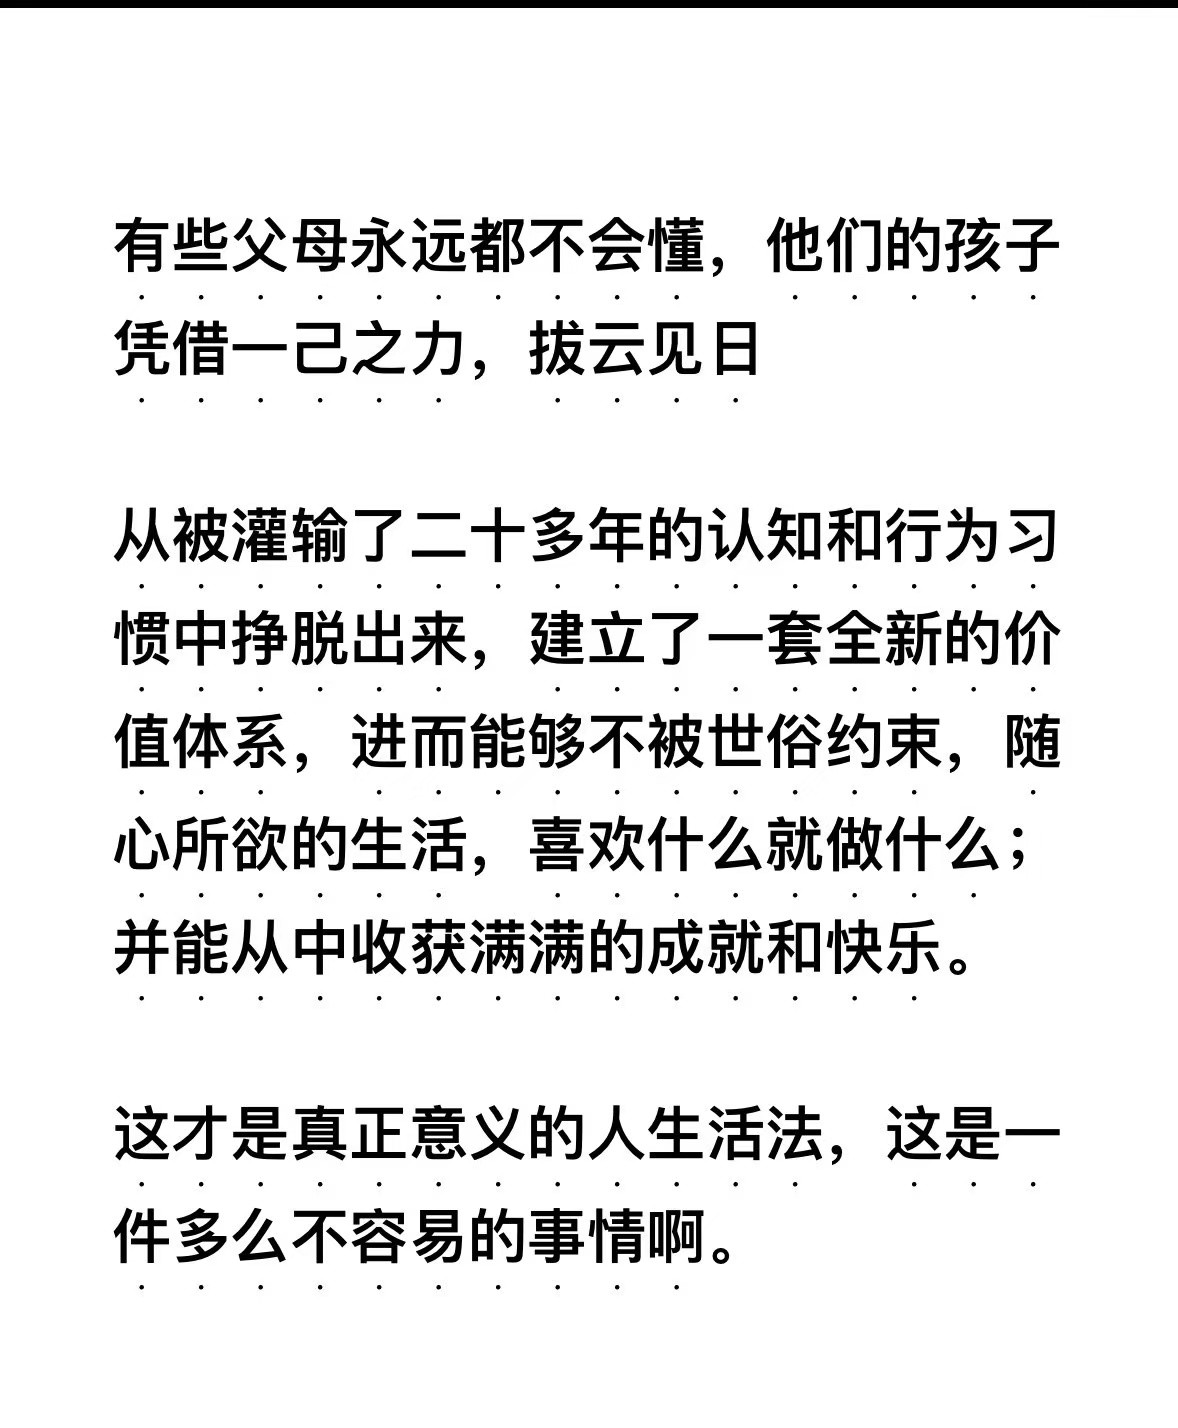 有些父母永远都不会懂，他们的孩子
凭借一己之力，拔云见日
从被灌输了二十多年的认知和行为习
惯中挣脱出来，建立了一套全新的价
值体系，进而能够不被世俗约束，随
心所欲的生活，喜欢什么就做什么；
并能从中收获满满的成就和快乐。
这才是真正意义的人生活法，这是一
件多么不容易的事情啊。